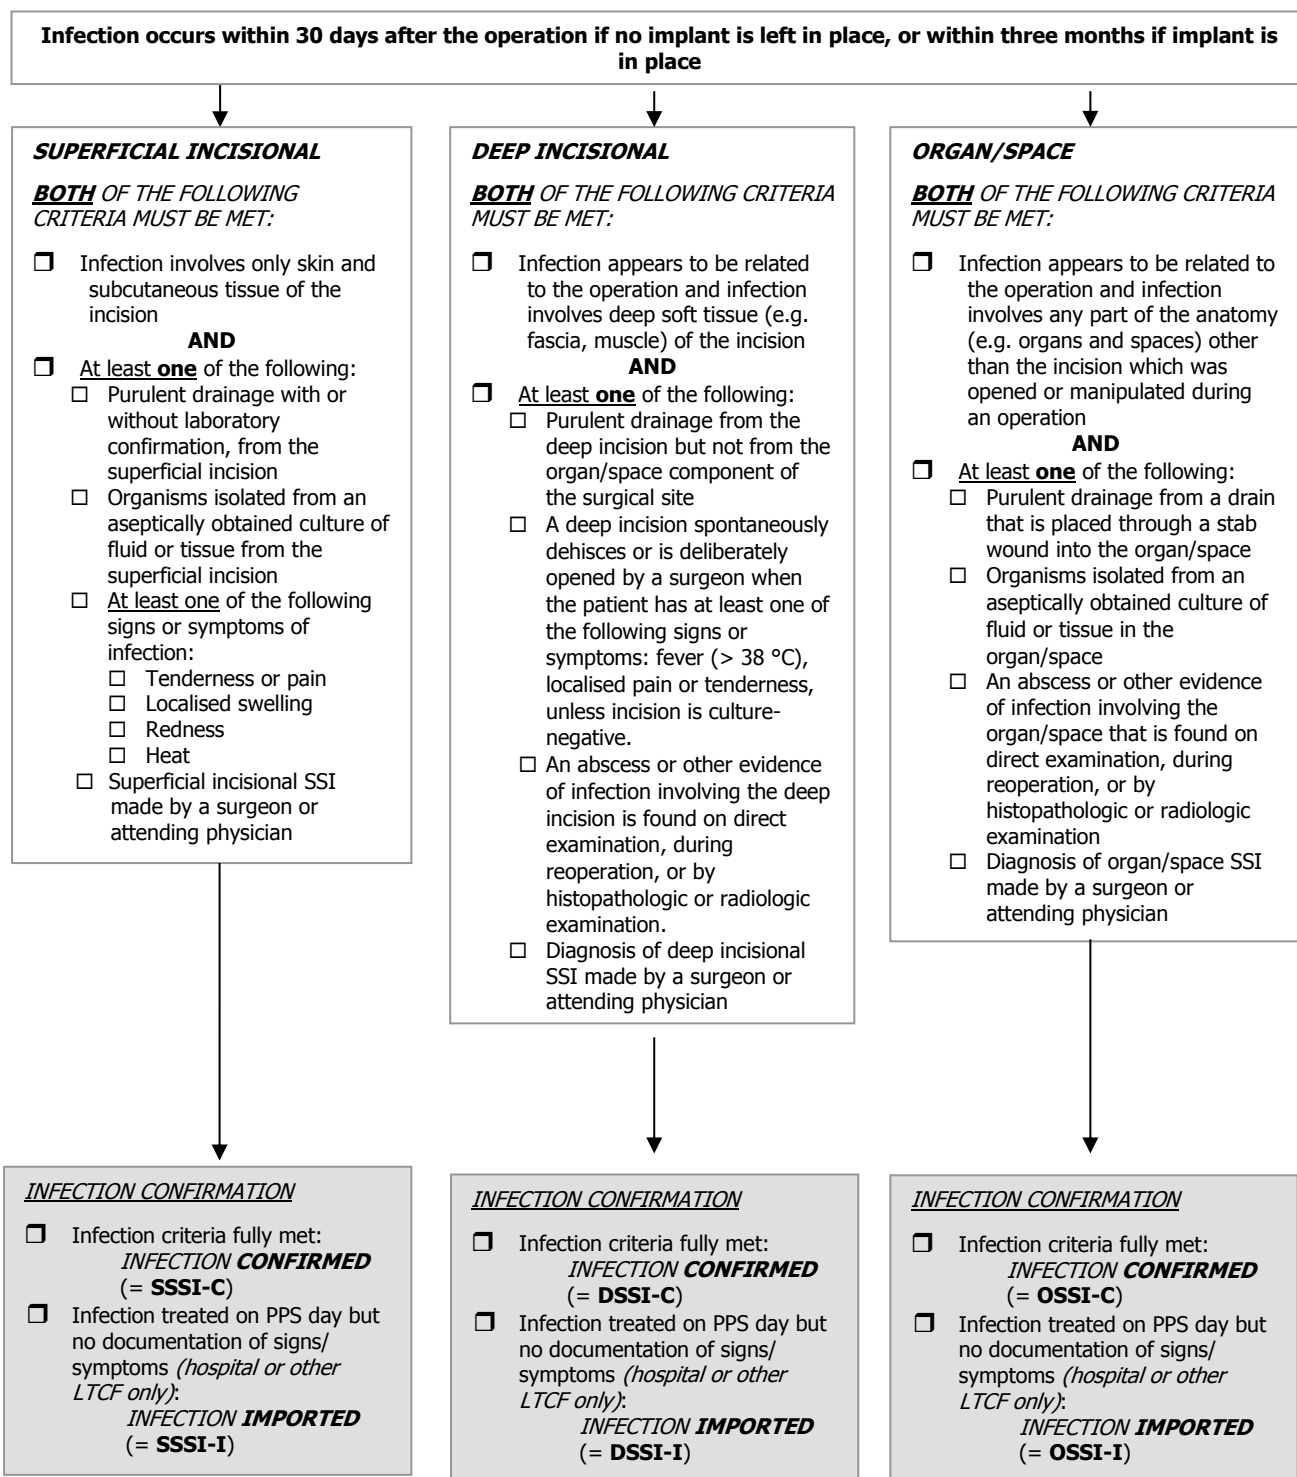 Infection occurs within 30 days after the operation if no implant is left in place, or within three months if implant is
in place
SUPERFICIAL INCISIONAL
BOTH OF THE FOLLOWING
CRITERIA MUST BE MET:
Infection involves only skin and
subcutaneous tissue of the
incision
AND
At least one of the following:
Purulent drainage with or
without laboratory
confirmation, from the
superficial incision
Organisms isolated from an
aseptically obtained culture of
fluid or tissue from the
superficial incision
At least one of the following
signs or symptoms of
infection:
Tenderness or pain
Localised swelling
Redness
Heat
Superficial incisional SSI
made by a surgeon or
attending physician
DEEP INCISIONAL
BOTH OF THE FOLLOWING CRITERIA
MUST BE MET:
Infection appears to be related
to the operation and infection
involves deep soft tissue (e.g.
fascia, muscle) of the incision
AND
At least one of the following:
Purulent drainage from the
deep incision but not from the
organ/space component of
the surgical site
A deep incision spontaneously
dehisces or is deliberately
opened by a surgeon when
the patient has at least one of
the following signs or
symptoms: fever (> 38 °C),
localised pain or tenderness,
unless incision is culture-
negative.
An abscess or other evidence
of infection involving the deep
incision is found on direct
examination, during
reoperation, or by
histopathologic or radiologic
examination.
Diagnosis of deep incisional
SSI made by a surgeon or
attending physician
ORGAN/SPACE
BOTH OF THE FOLLOWING CRITERIA
MUST BE MET:
Infection appears to be related to
the operation and infection
involves any part of the anatomy
(e.g. organs and spaces) other
than the incision which was
opened or manipulated during
an operation
AND
At least one of the following:
Purulent drainage from a drain
that is placed through a stab
wound into the organ/space
Organisms isolated from an
aseptically obtained culture of
fluid or tissue in the
organ/space
An abscess or other evidence
of infection involving the
organ/space that is found on
direct examination, during
reoperation, or by
histopathologic or radiologic
examination
Diagnosis of organ/space SSI
made by a surgeon or
attending physician
INFECTION CONFIRMATION
Infection criteria fully met:
INFECTION CONFIRMED
(= SSSI-C)
Infection treated on PPS day but
no documentation of signs/
symptoms (hospital or other
LTCF only):
INFECTION IMPORTED
(= SSSI-I)
INFECTION CONFIRMATION
Infection criteria fully met:
INFECTION CONFIRMED
(= DSSI-C)
Infection treated on PPS day but
no documentation of signs/
symptoms (hospital or other
LTCF only):
INFECTION IMPORTED
(= DSSI-I)
INFECTION CONFIRMATION
Infection criteria fully met:
INFECTION CONFIRMED
(= OSSI-C)
Infection treated on PPS day but
no documentation of signs/
symptoms (hospital or other
LTCF only):
INFECTION IMPORTED
(= OSSI-I)